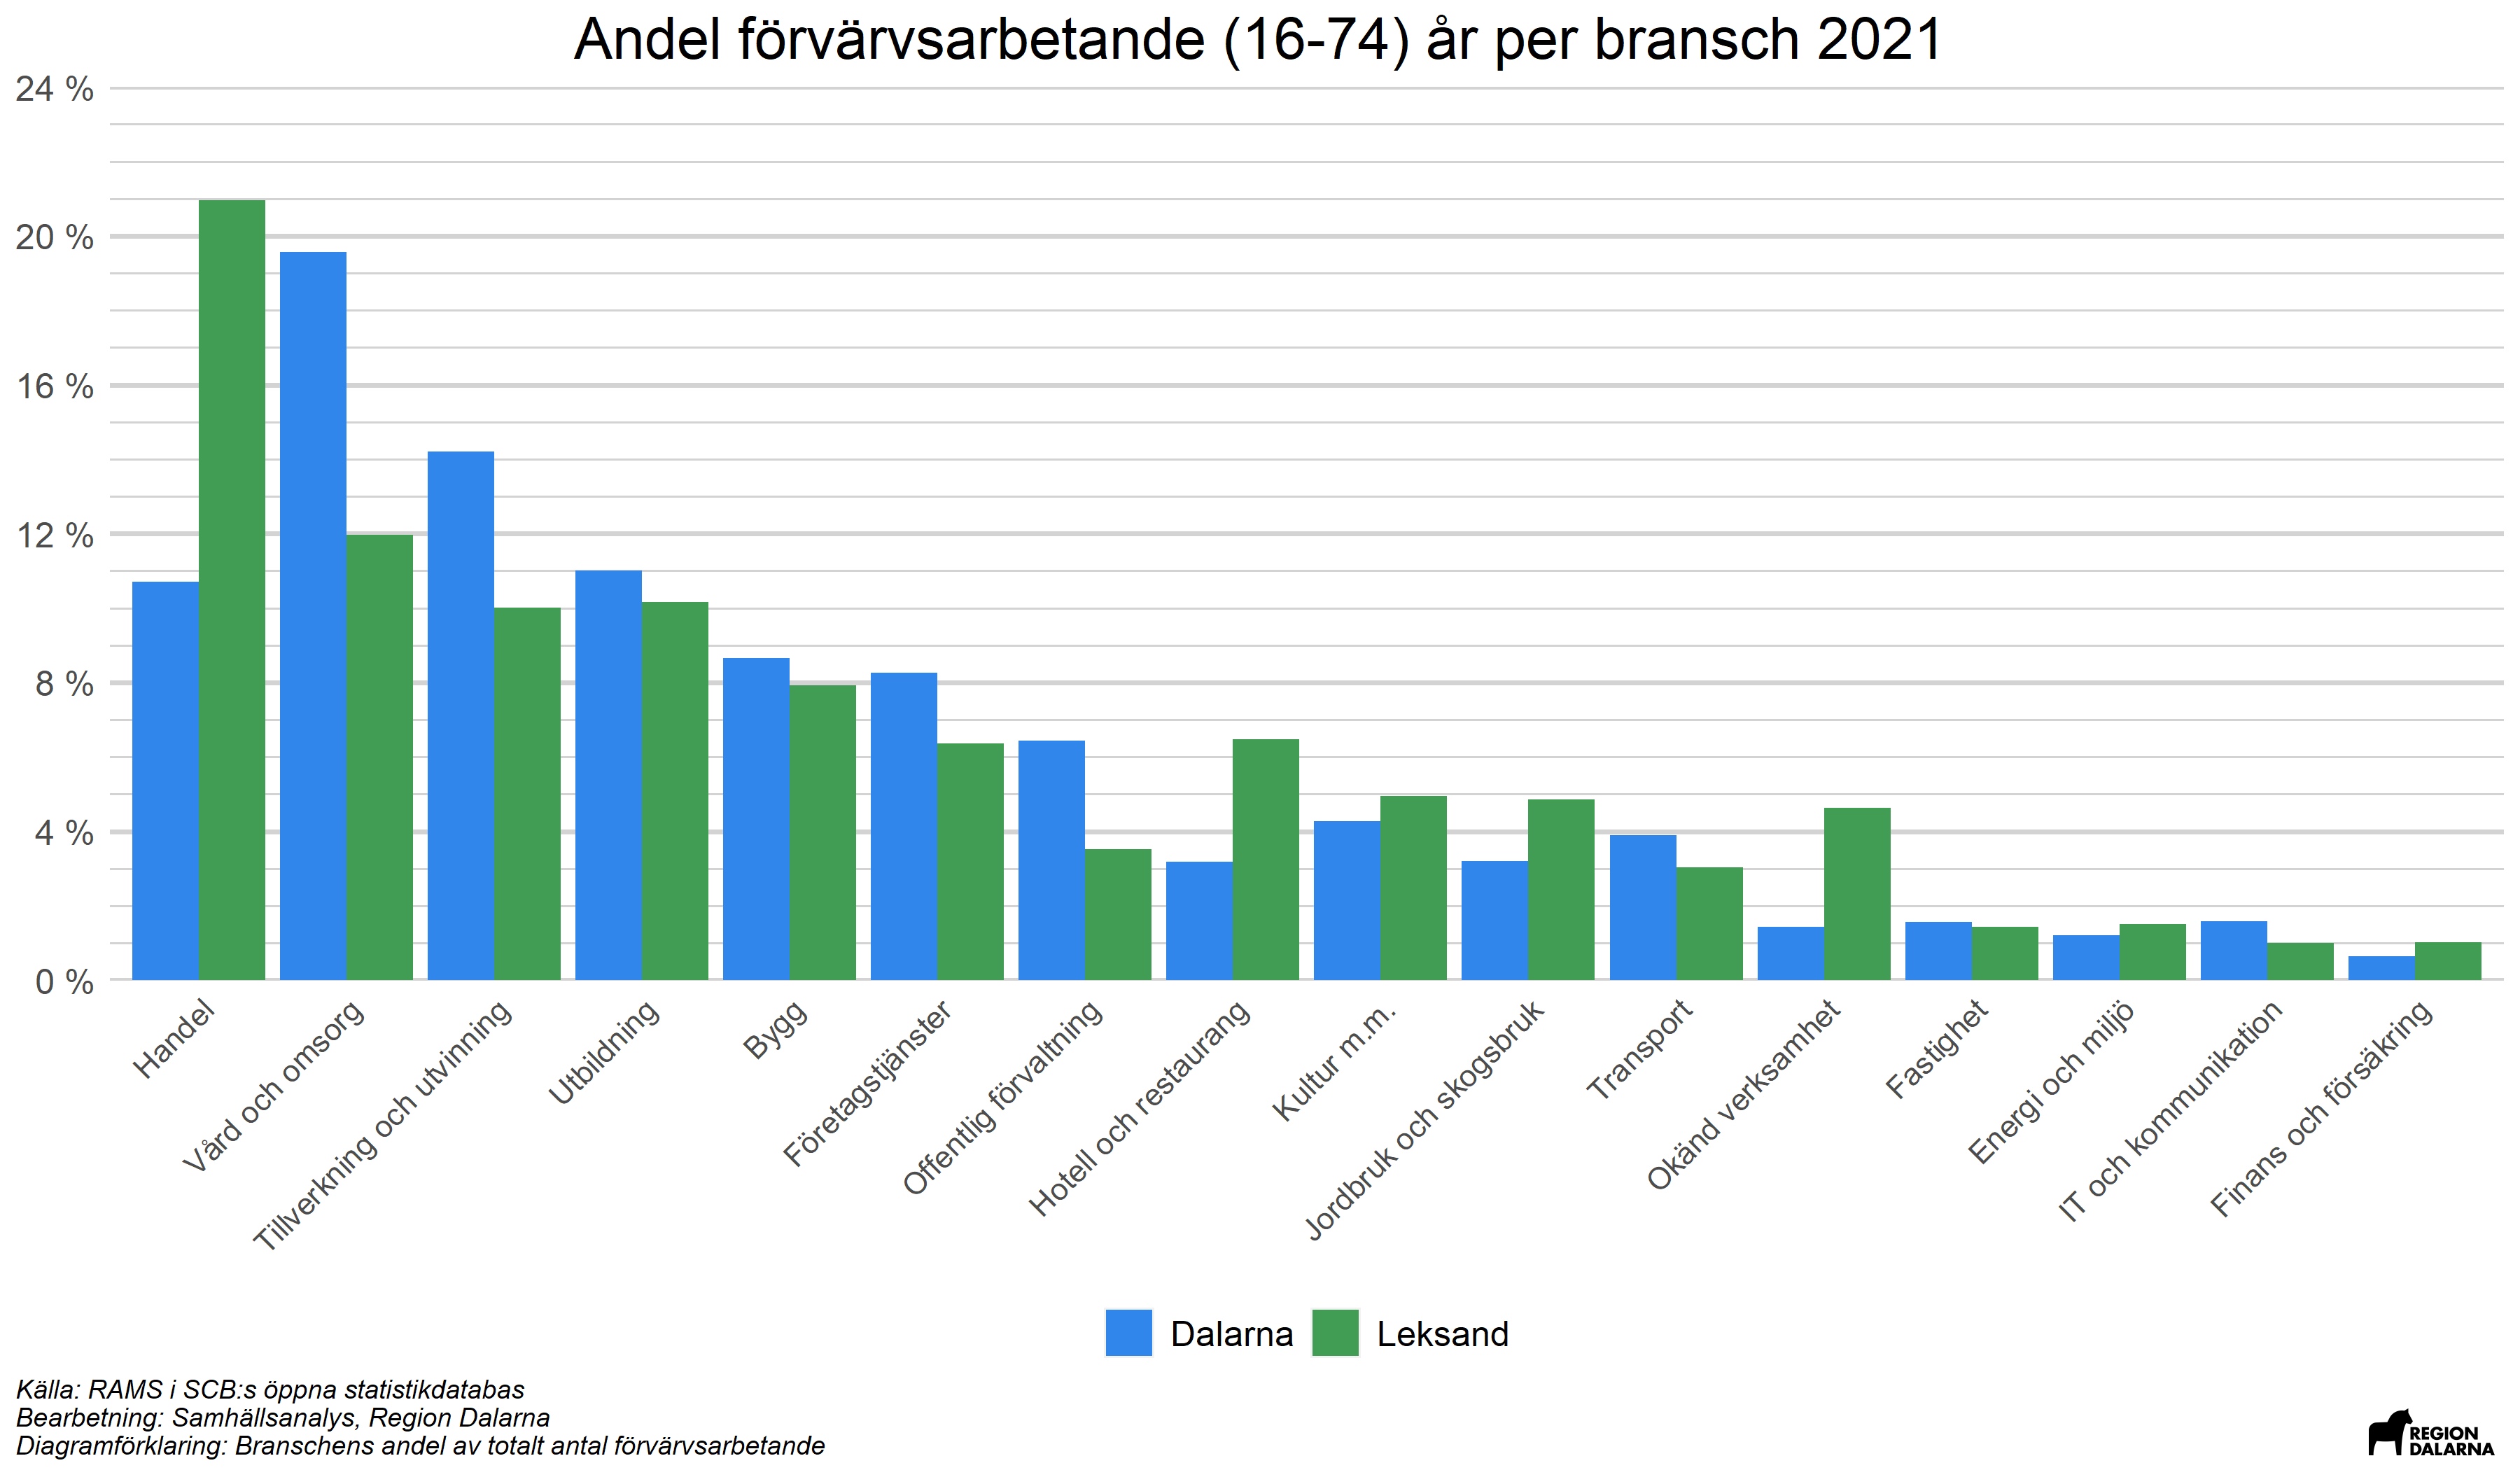 Andel förvärvsarbetande (16-74) år per bransch 2021
24 %
20 %
16 %
12 %
8 %
4 %
0 %
Handel
Vård och omsorg
Tillverkning och utvinning
Utbildning
Bygg
Företagstjänster
Offentlig förvaltning
Hotell och restaurang
Kultur m.m.
Jordbruk och skogsbruk
Transport
Okänd verksamhet
Fastighet
Energi och miljö
IT och kommunikation
Finans och försäkring
Dalarna
Leksand
Källa: RAMS i SCB:s öppna statistikdatabas
Bearbetning: Samhällsanalys, Region Dalarna
Diagramförklaring: Branschens andel av totalt antal förvärvsarbetande
REGION
DALARNA